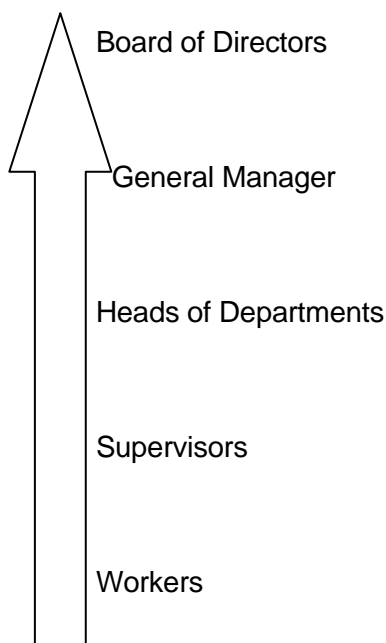 Board of Directors
General Manager
Heads of Departments
Supervisors
Workers